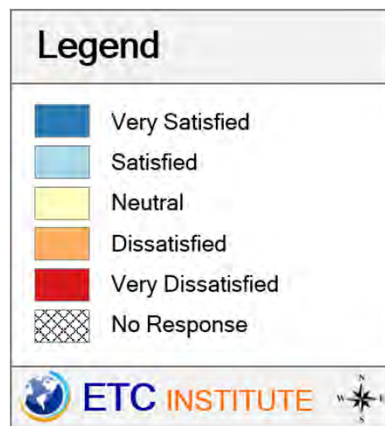 Legend
Very Satisfied
Satisfied
Neutral
Dissatisfied
Very Dissatisfied
No Response
ETC INSTITUTE
N
W E
S